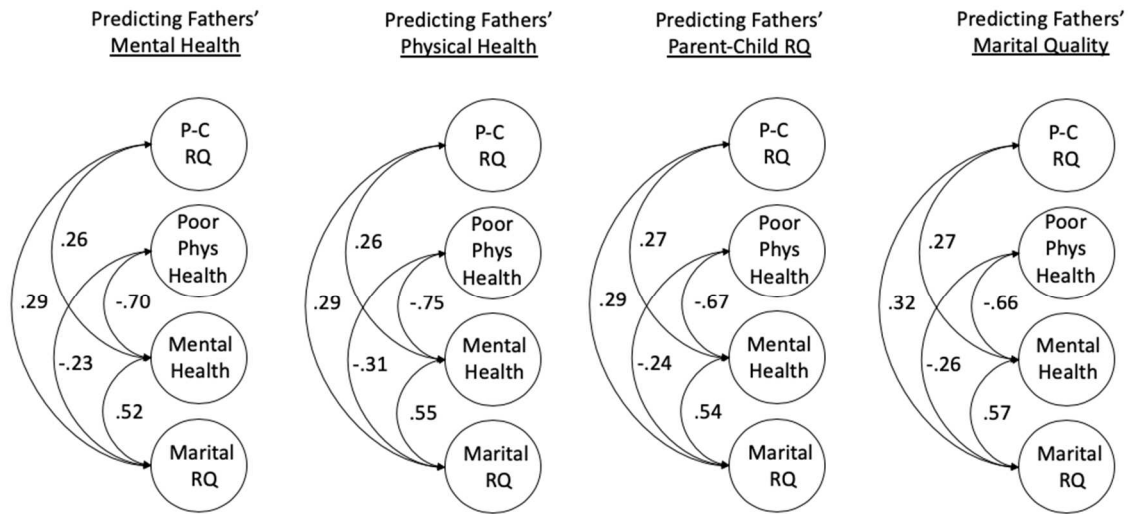 Predicting Fathers'
Mental Health
P-C
RQ
Poor
Phys
Health
Mental
Health
Marital
RQ
.26
.29
-.70
-.23
.52
Predicting Fathers'
Physical Health
P-C
RQ
Poor
Phys
Health
Mental
Health
Marital
RQ
.26
.29
-.75
-.31
.55
Predicting Fathers'
Parent-Child RQ
P-C
RQ
Poor
Phys
Health
Mental
Health
Marital
RQ
.27
.29
-.67
-.24
.54
Predicting Fathers'
Marital Quality
P-C
RQ
Poor
Phys
Health
Mental
Health
Marital
RQ
.27
.32
-.66
-.26
.57